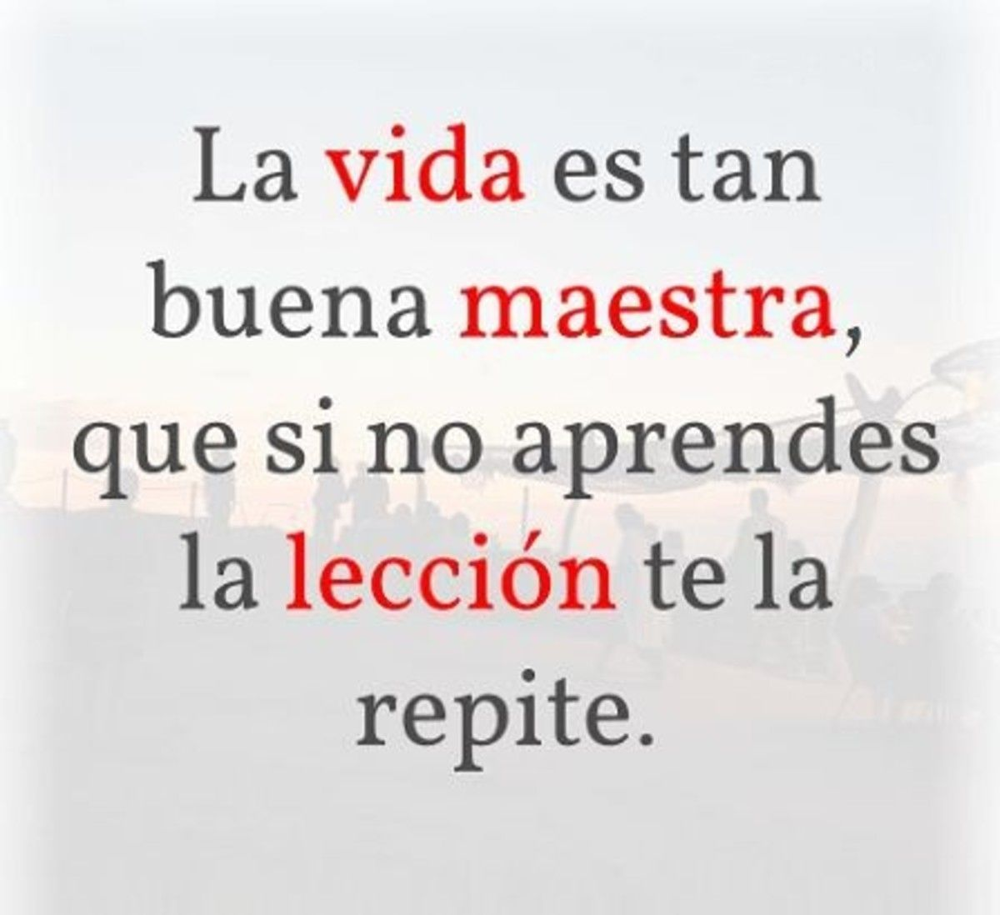 La vida es tan
buena maestra,
que si no aprendes
la lección te la
repite.